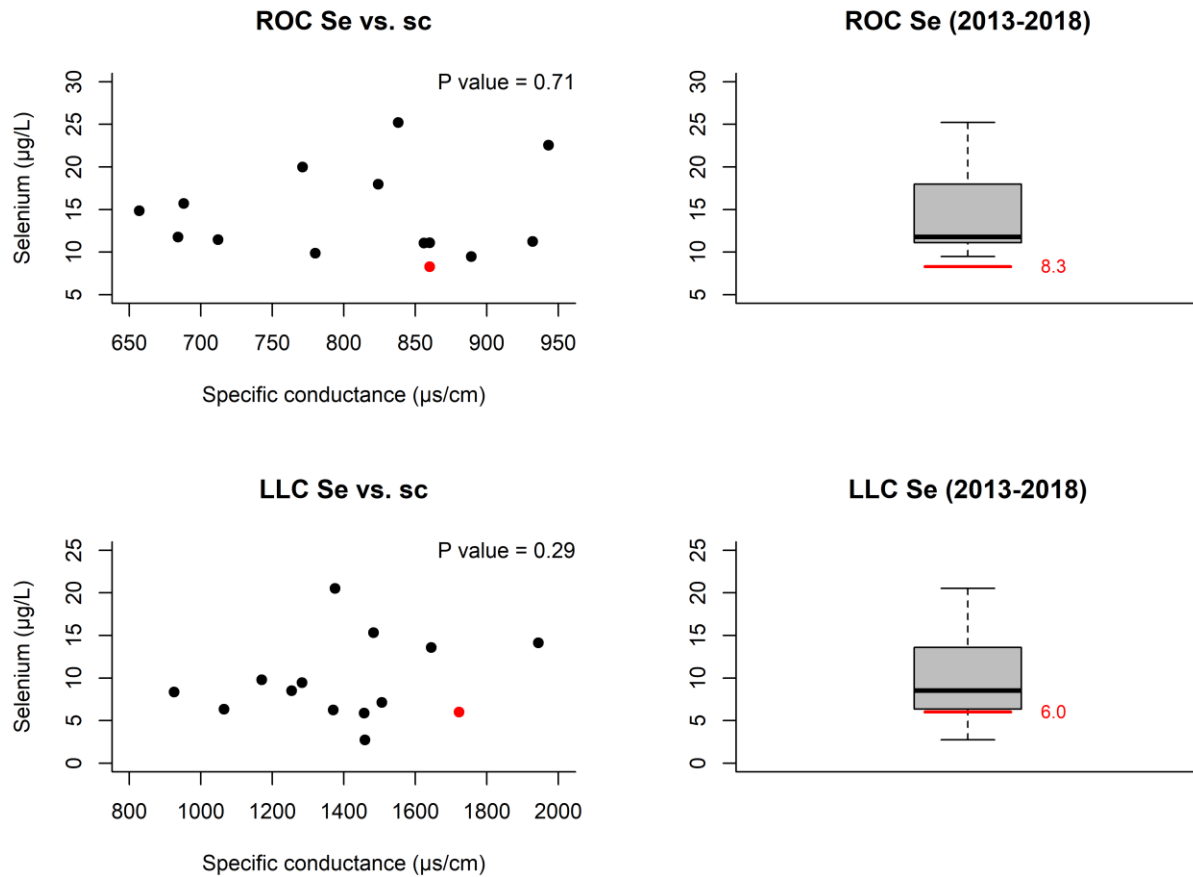 ROC Se vs. sc
P value = 0.71
Selenium (µg/L)
30
25
20
15
10
5
650 700 750 800 850 900 950
Specific conductance (µs/cm)
ROC Se (2013-2018)
30
25
20
15
10
5
8.3
LLC Se vs. sc
P value = 0.29
Selenium (µg/L)
25
20
15
10
5
0
800 1000 1200 1400 1600 1800 2000
Specific conductance (µs/cm)
LLC Se (2013-2018)
25
20
15
10
5
0
6.0